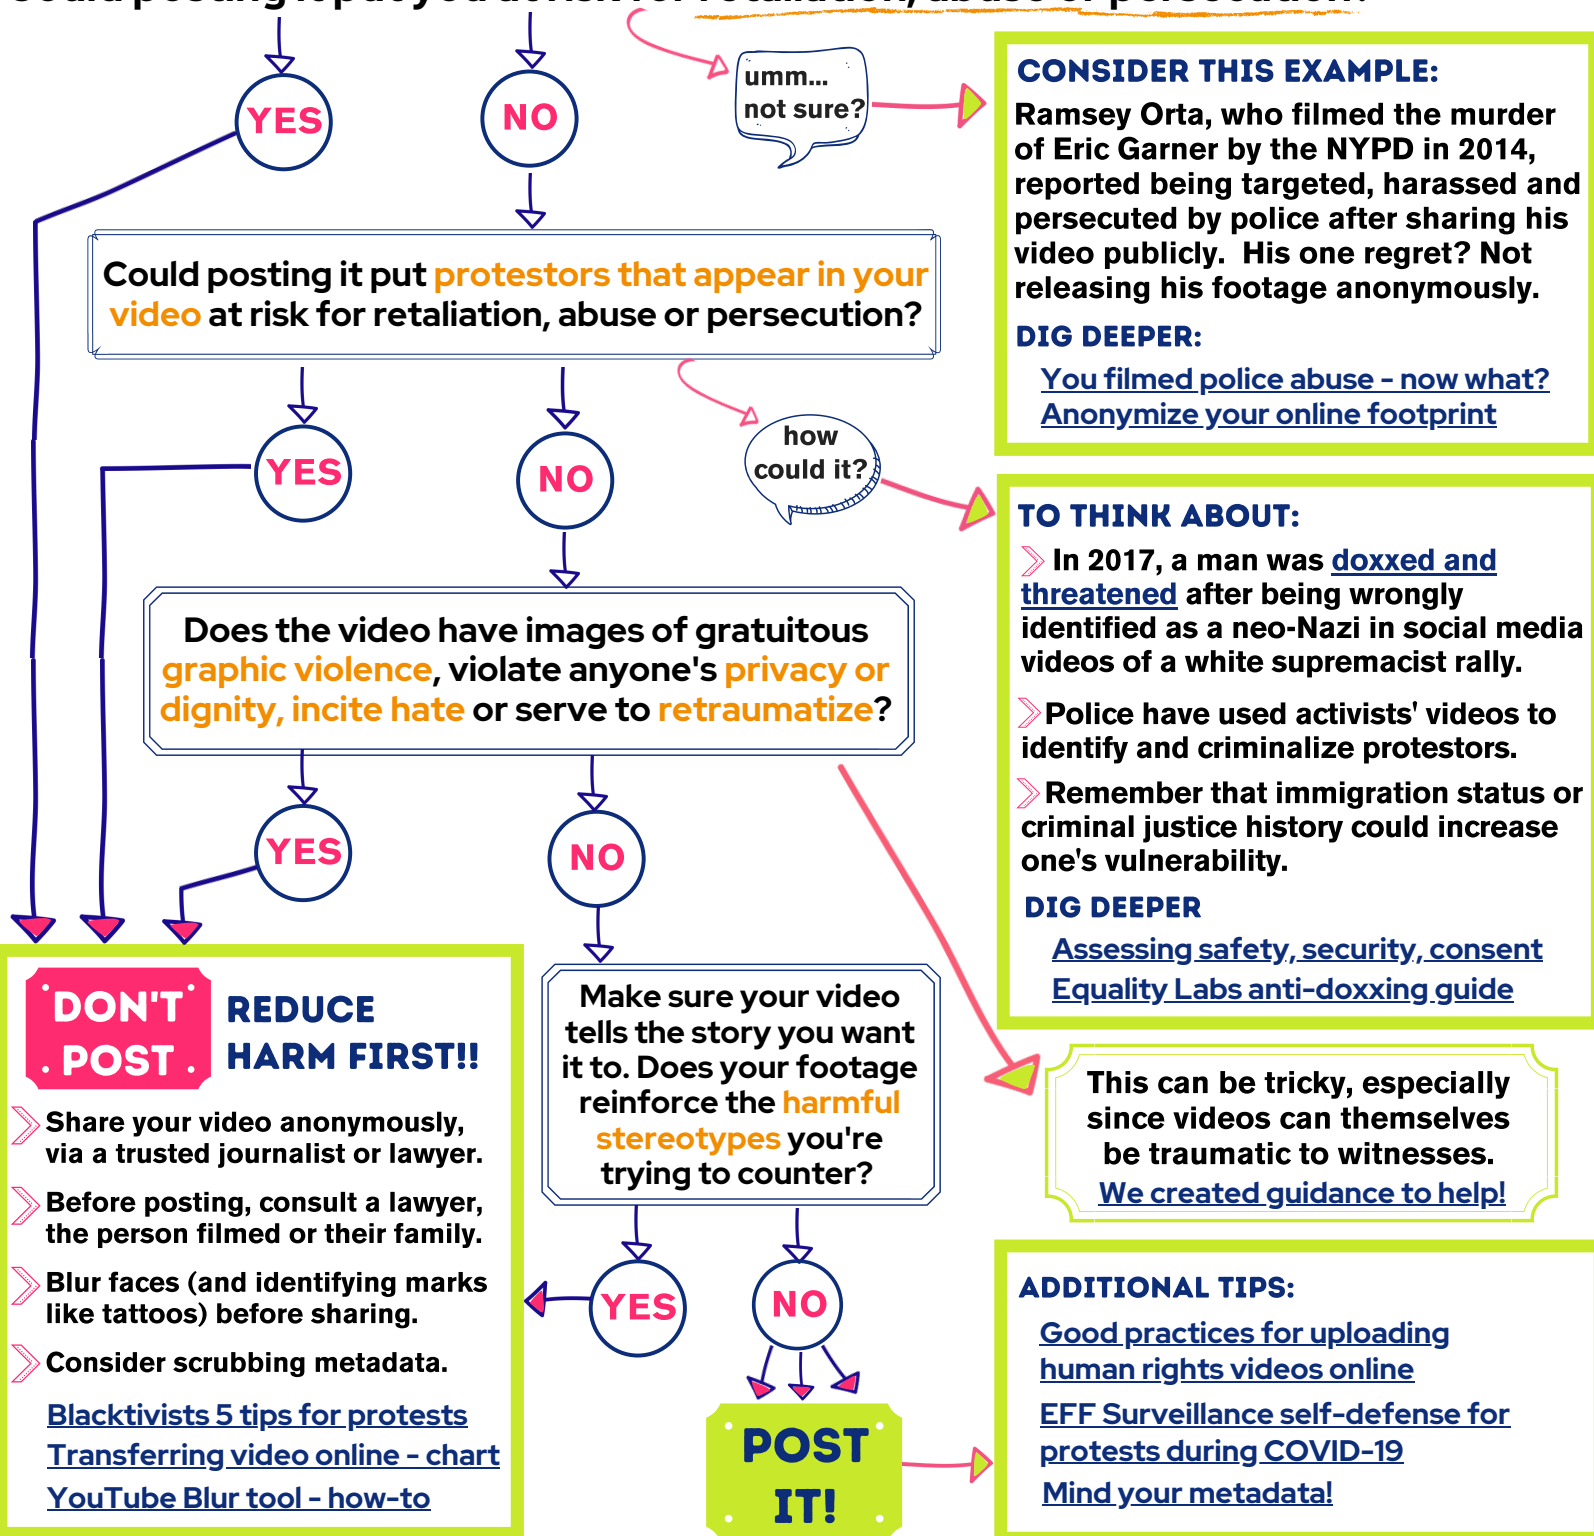 Could posting it put you at risk for retaliation, abuse or persecution?
YES
NO
umm...
not sure?
CONSIDER THIS EXAMPLE:
Ramsey Orta, who filmed the murder
of Eric Garner by the NYPD in 2014,
reported being targeted, harassed and
persecuted by police after sharing his
video publicly. His one regret? Not
releasing his footage anonymously.
DIG DEEPER:
You filmed police abuse - now what?
Anonymize your online footprint
Could posting it put protestors that appear in your
video at risk for retaliation, abuse or persecution?
YES
NO
how
could it?
TO THINK ABOUT:
In 2017, a man was doxxed and
threatened after being wrongly
identified as a neo-Nazi in social media
videos of a white supremacist rally.
Police have used activists' videos to
identify and criminalize protestors.
Remember that immigration status or
criminal justice history could increase
one's vulnerability.
DIG DEEPER
Assessing safety, security, consent
Equality Labs anti-doxxing guide
Does the video have images of gratuitous
graphic violence, violate anyone's privacy or
dignity, incite hate or serve to retraumatize?
YES
NO
This can be tricky, especially
since videos can themselves
be traumatic to witnesses.
We created guidance to help!
Make sure your video
tells the story you want
it to. Does your footage
reinforce the harmful
stereotypes you're
trying to counter?
YES
NO
DON'T
POST
REDUCE
HARM FIRST!!
Share your video anonymously,
via a trusted journalist or lawyer.
Before posting, consult a lawyer,
the person filmed or their family.
Blur faces (and identifying marks
like tattoos) before sharing.
Consider scrubbing metadata.
Blacktivists 5 tips for protests
Transferring video online - chart
YouTube Blur tool - how-to
POST
IT!
ADDITIONAL TIPS:
Good practices for uploading
human rights videos online
EFF Surveillance self-defense for
protests during COVID-19
Mind your metadata!